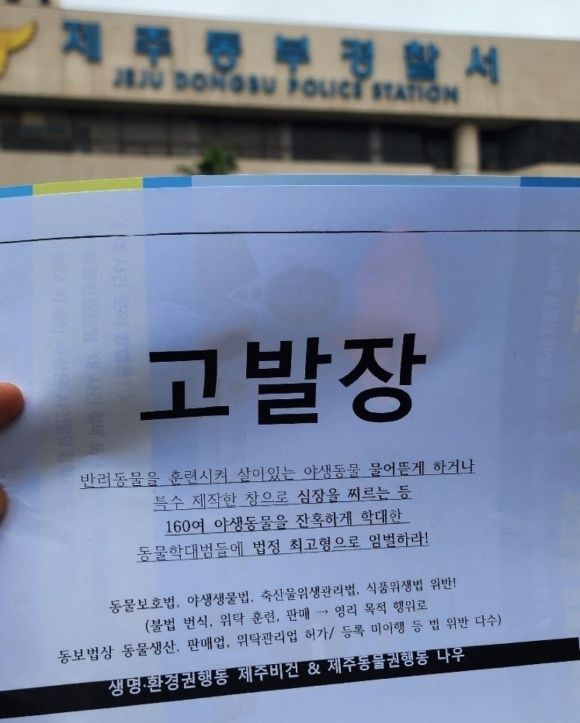 제주동부경찰서
JEJU DONGBU POLICE STATION
고발장
반려동물을 훈련시켜 살아있는 야생동물 물어뜯게 하거나
특수 제작한 창으로 심장을 찌르는 등
160여 야생동물을 잔혹하게 학대한
동물학대범들에 법정 최고형으로 엄벌하라!
동물보호법, 야생생물법, 축산물위생관리법, 식품위생법 위반!
(불법 번식, 위탁 훈련, 판매 → 영리 목적 행위로
동보법상 동물생산, 판매업, 위탁관리업 허가/ 등록 미이행 등 법 위반 다수)
생명·환경권행동 제주비건 & 제주동물권행동 나우